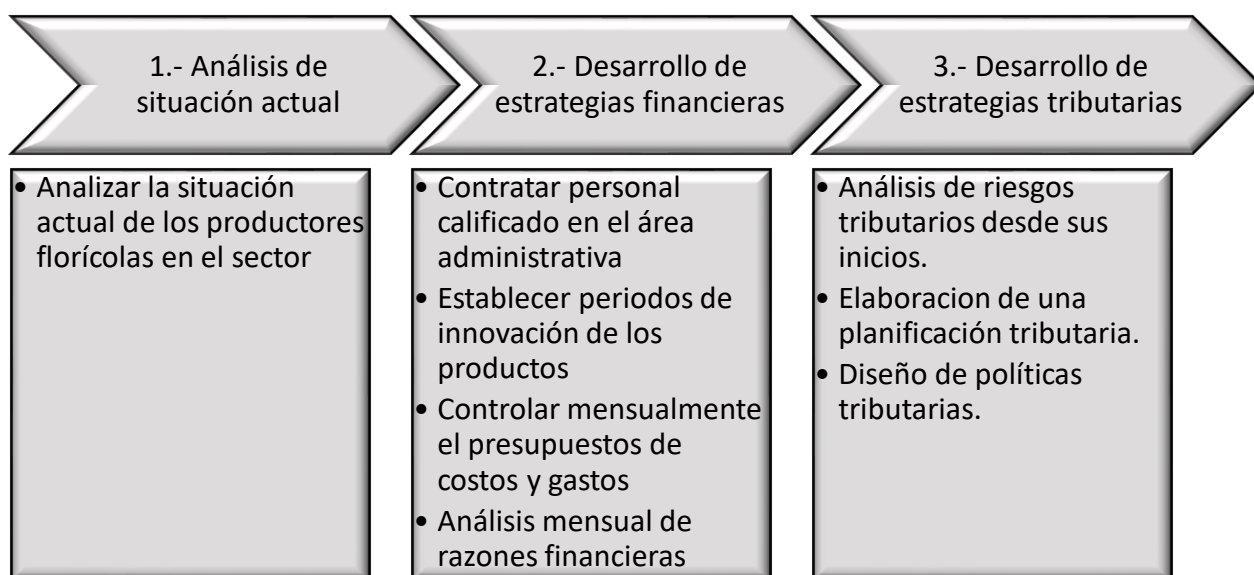 1.- Análisis de
situación actual
2.- Desarrollo de
estrategias financieras
3.- Desarrollo de
estrategias tributarias
• Analizar la situación
actual de los productores
florícolas en el sector
• Contratar personal
calificado en el área
administrativa
• Establecer periodos de
innovación de los
productos
• Controlar mensualmente
el presupuestos de
costos y gastos
• Análisis mensual de
razones financieras
• Análisis de riesgos
tributarios desde sus
inicios.
• Elaboracion de una
planificación tributaria.
• Diseño de políticas
tributarias.